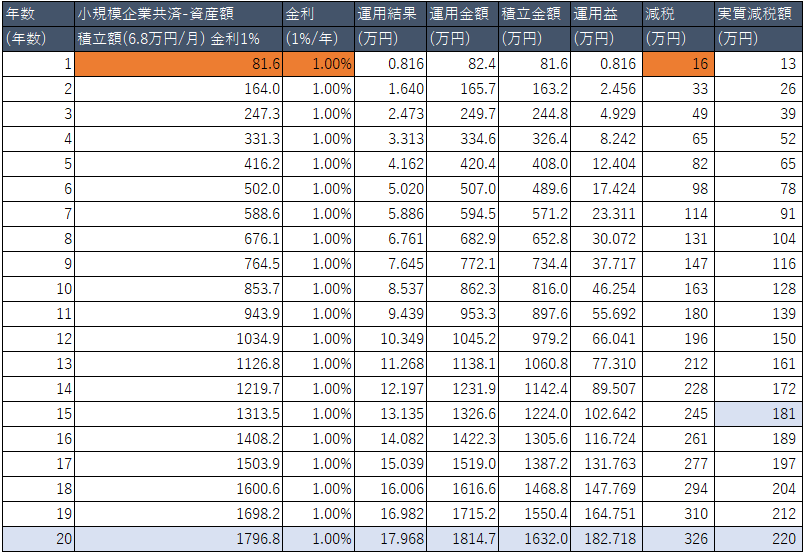 年数 小規模企業共済-資産額 金利 運用結果 運用金額 積立金額 運用益 減税 実質減税額
(年数) 積立額(6.8万円/月) 金利1% (1%/年) (万円) (万円) (万円) (万円) (万円) (万円)
1 81.6 1.00% 0.816 82.4 81.6 0.816 16 13
2 164.0 1.00% 1.640 165.7 163.2 2.456 33 26
3 247.3 1.00% 2.473 249.7 244.8 4.929 49 39
4 331.3 1.00% 3.313 334.6 326.4 8.242 65 52
5 416.2 1.00% 4.162 420.4 408.0 12.404 82 65
6 502.0 1.00% 5.020 507.0 489.6 17.424 98 78
7 588.6 1.00% 5.886 594.5 571.2 23.311 114 91
8 676.1 1.00% 6.761 682.9 652.8 30.072 131 104
9 764.5 1.00% 7.645 772.1 734.4 37.717 147 116
10 853.7 1.00% 8.537 862.3 816.0 46.254 163 128
11 943.9 1.00% 9.439 953.3 897.6 55.692 180 139
12 1034.9 1.00% 10.349 1045.2 979.2 66.041 196 150
13 1126.8 1.00% 11.268 1138.1 1060.8 77.310 212 161
14 1219.7 1.00% 12.197 1231.9 1142.4 89.507 228 172
15 1313.5 1.00% 13.135 1326.6 1224.0 102.642 245 181
16 1408.2 1.00% 14.082 1422.3 1305.6 116.724 261 189
17 1503.9 1.00% 15.039 1519.0 1387.2 131.763 277 197
18 1600.6 1.00% 16.006 1616.6 1468.8 147.769 294 204
19 1698.2 1.00% 16.982 1715.2 1550.4 164.751 310 212
20 1796.8 1.00% 17.968 1814.7 1632.0 182.718 326 220